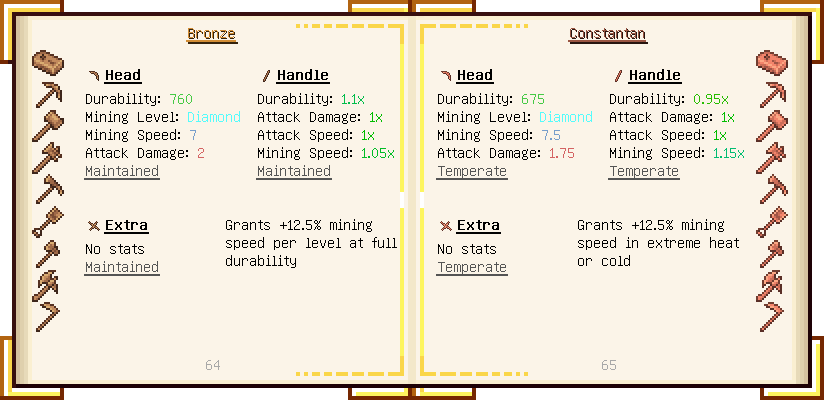 Bronze
Head
Durability: 760
Mining Level: Diamond
Mining Speed: 7
Attack Damage: 2
Maintained
Handle
Durability: 1.1x
Attack Damage: 1x
Attack Speed: 1x
Mining Speed: 1.05x
Maintained
Extra
No stats
Maintained
Grants +12.5% mining
speed per level at full
durability
64
Constantan
Head
Durability: 675
Mining Level: Diamond
Mining Speed: 7.5
Attack Damage: 1.75
Temperate
Handle
Durability: 0.95x
Attack Damage: 1x
Attack Speed: 1x
Mining Speed: 1.15x
Temperate
Extra
No stats
Temperate
Grants +12.5% mining
speed in extreme heat
or cold
65